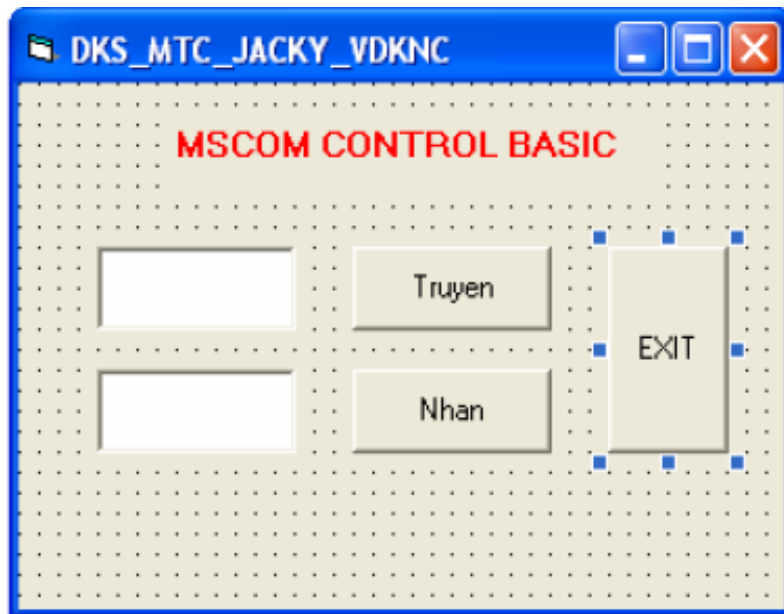 DKS_MTC_JACKY_VDKNC
MSCOM CONTROL BASIC
Truyen
EXIT
Nhan